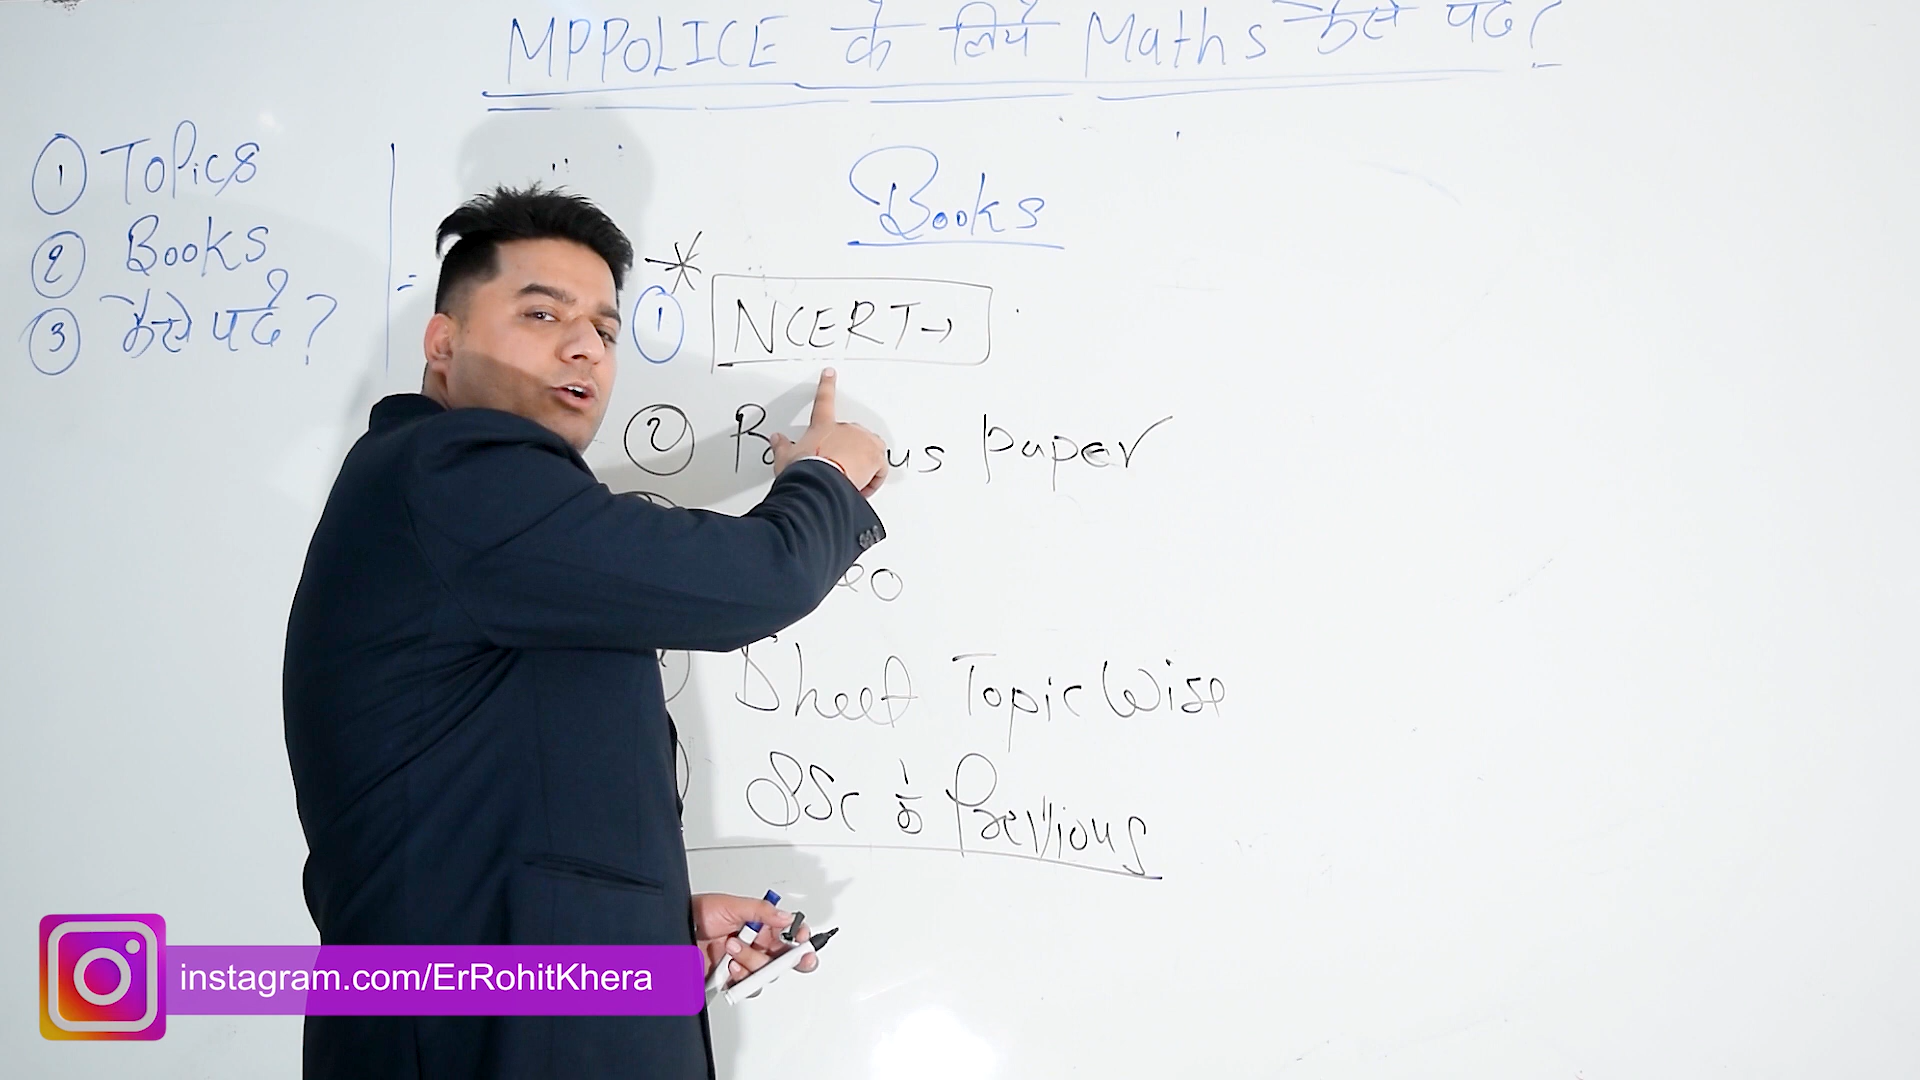 MPPOLICE के लिये Maths कैसे पढे?
① Topics
② Books
③ कैसे पढे?
Books
① NCERT→
② paper
Sheet Topic Wise
SSC के Previous
instagram.com/ErRohitKhera